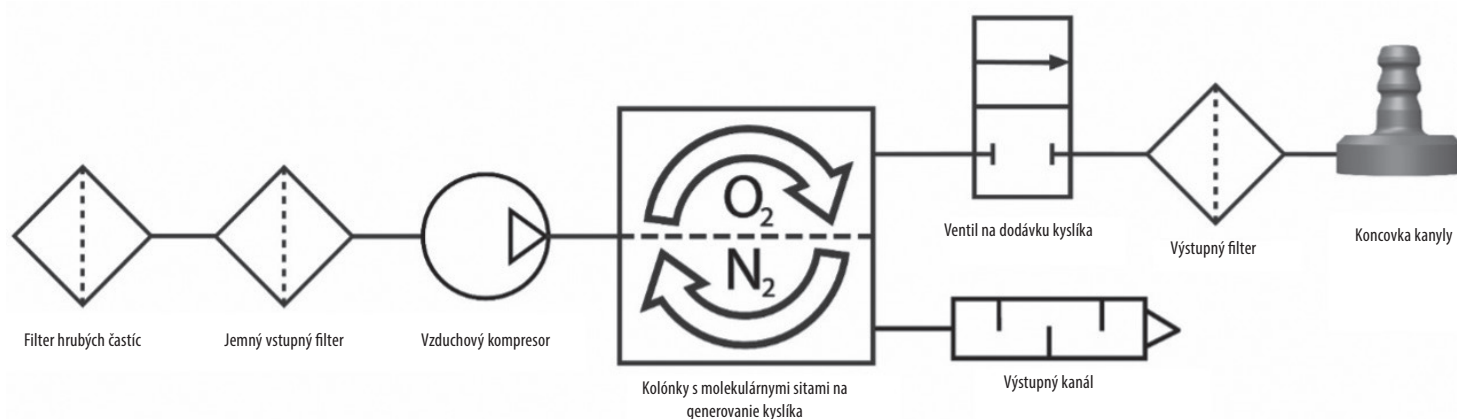 Filter hrubých častíc
Jemný vstupný filter
Vzduchový kompresor
O2
N2
Kolónky s molekulárnymi sitami na
generovanie kyslíka
Ventil na dodávku kyslíka
Výstupný filter
Koncovka kanyly
Výstupný kanál